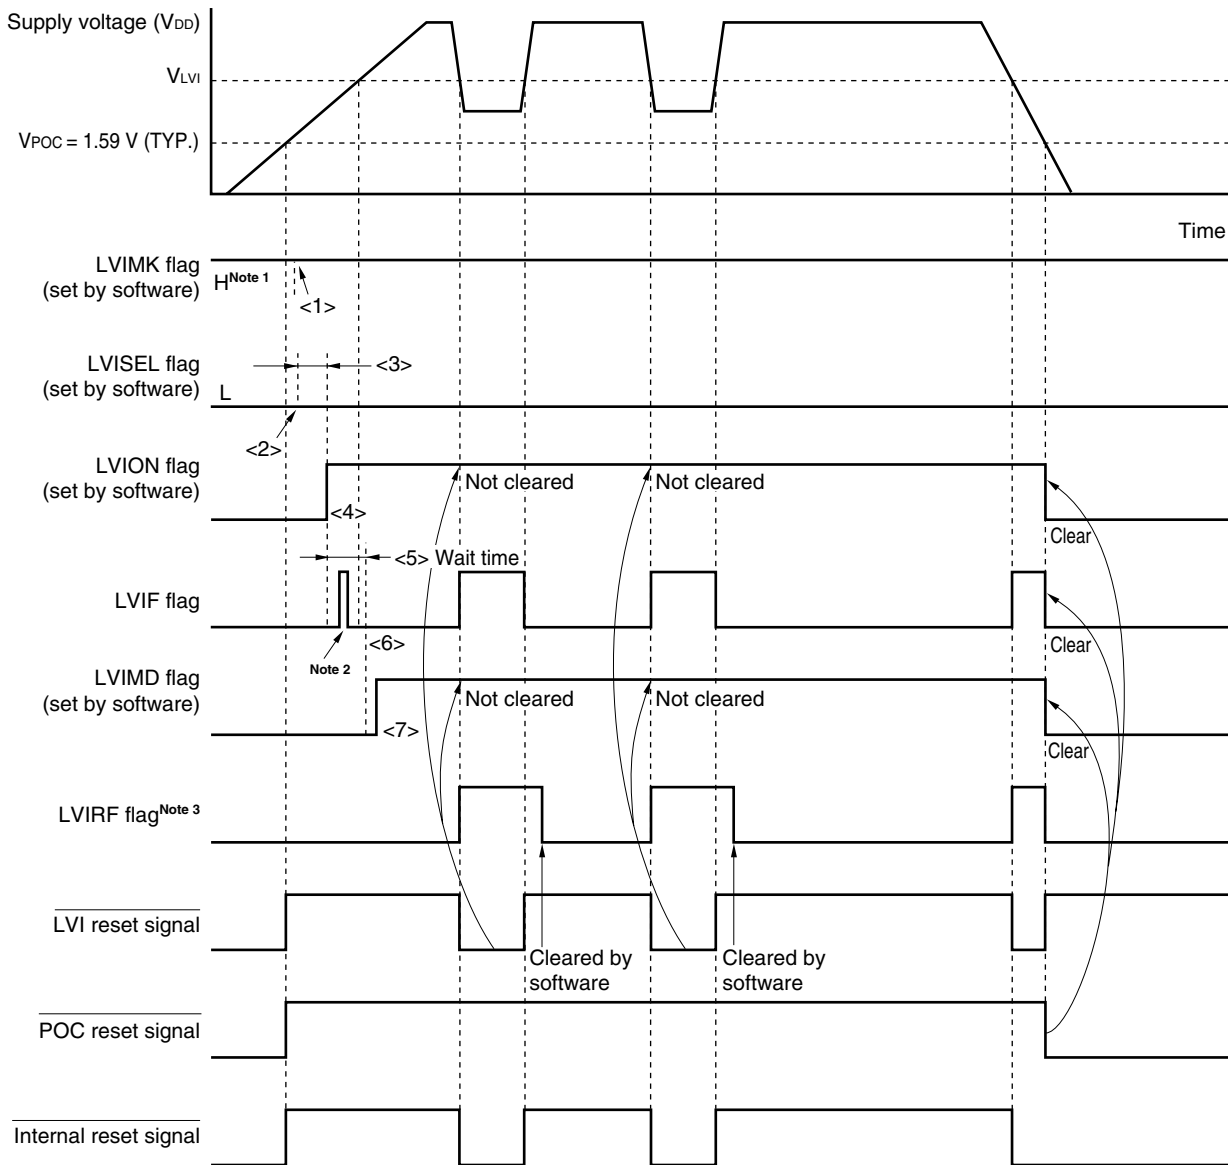 Supply voltage (VDD)
VLVI
VPOC = 1.59 V (TYP.)
Time
LVIMK flag
(set by software)
H Note 1
<1>
LVISEL flag
(set by software)
<3>
L
<2>
LVION flag
(set by software)
Not cleared
Not cleared
<4>
Clear
<5> Wait time
LVIF flag
<6>
Note 2
Clear
LVIMD flag
(set by software)
Not cleared
Not cleared
<7>
Clear
LVIRF flag Note 3
LVI reset signal
Cleared by
software
Cleared by
software
POC reset signal
Internal reset signal